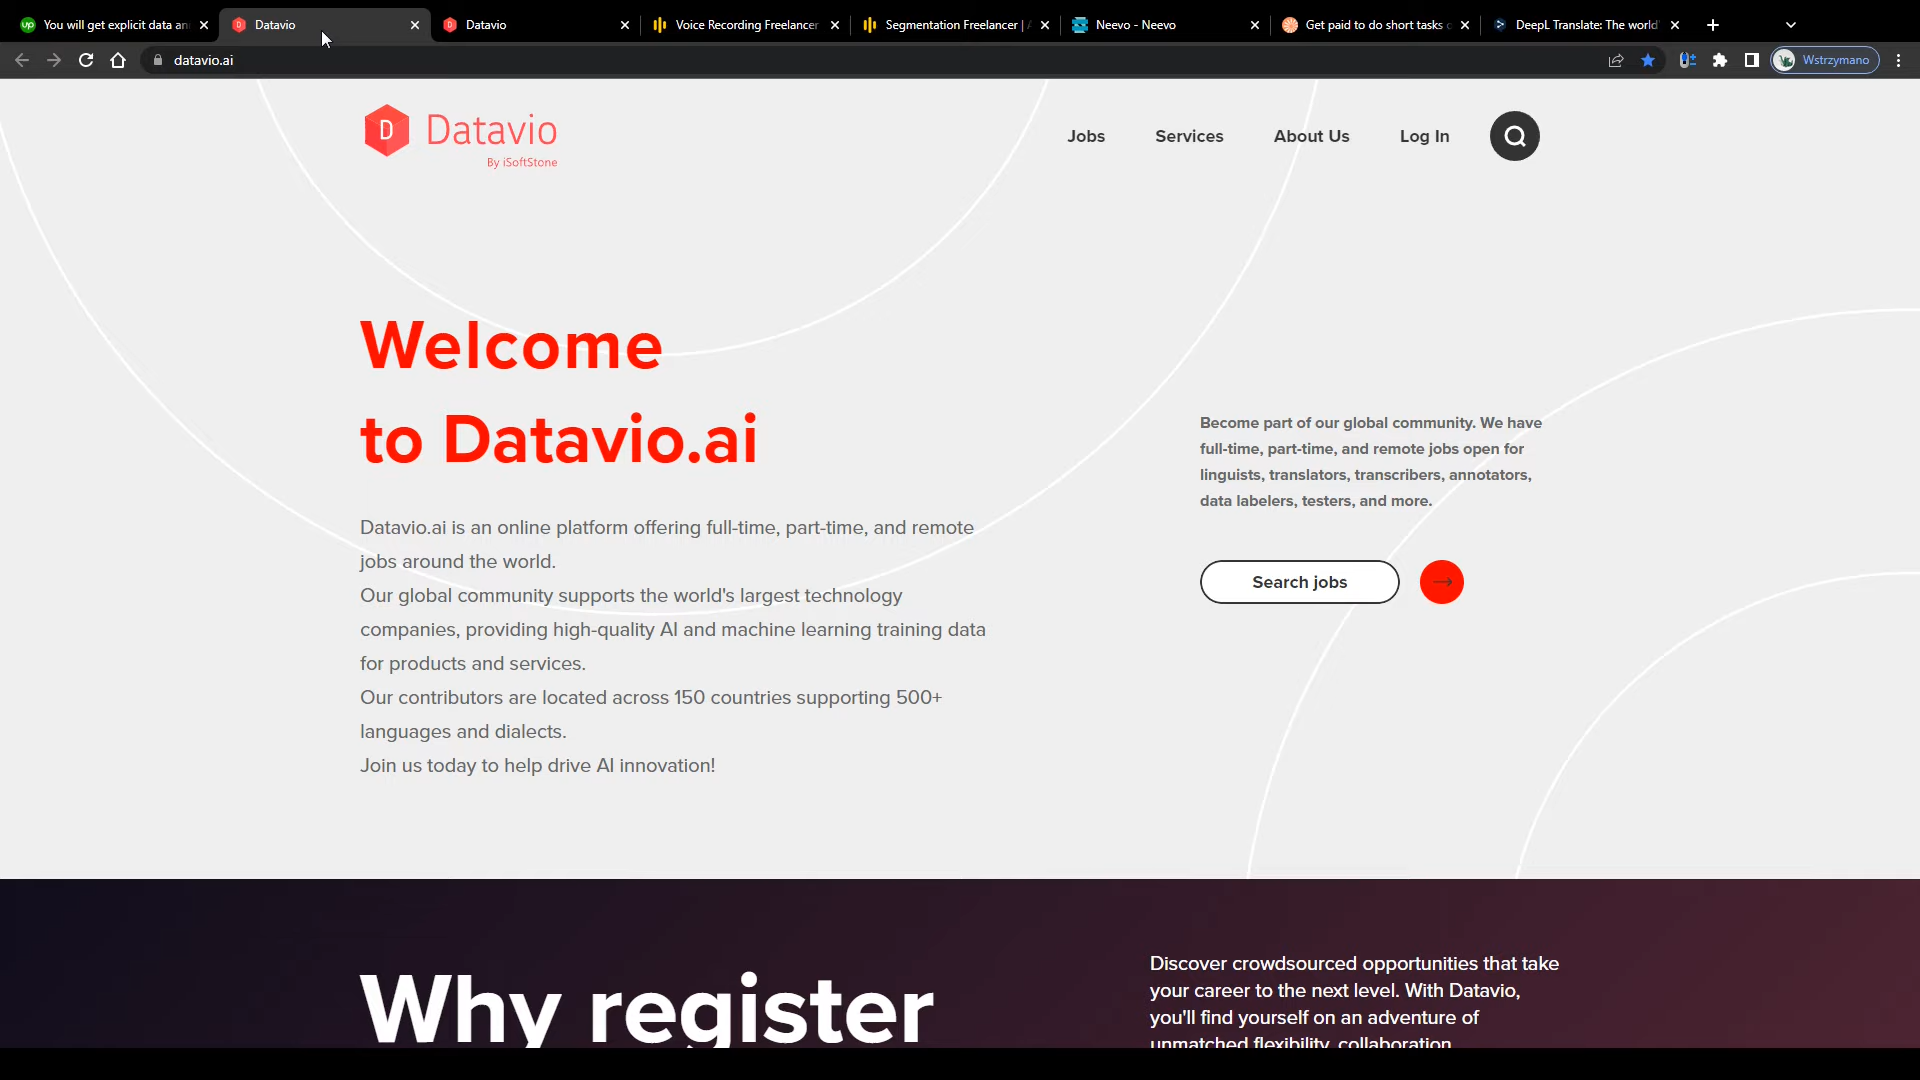 You will get explicit data an
Datavio
Datavio
Voice Recording Freelancer
Segmentation Freelancer |
Neevo - Neevo
Get paid to do short tasks o
DeepL Translate: The world'
datavio.ai
Wstrzymano
D
Datavio
By iSoftStone
Jobs
Services
About Us
Log In
Welcome
to Datavio.ai
Datavio.ai is an online platform offering full-time, part-time, and remote
jobs around the world.
Our global community supports the world's largest technology
companies, providing high-quality AI and machine learning training data
for products and services.
Our contributors are located across 150 countries supporting 500+
languages and dialects.
Join us today to help drive AI innovation!
Become part of our global community. We have
full-time, part-time, and remote jobs open for
linguists, translators, transcribers, annotators,
data labelers, testers, and more.
Search jobs
Why register
Discover crowdsourced opportunities that take
your career to the next level. With Datavio,
you'll find yourself on an adventure of
unmatched flexibility, collaboration